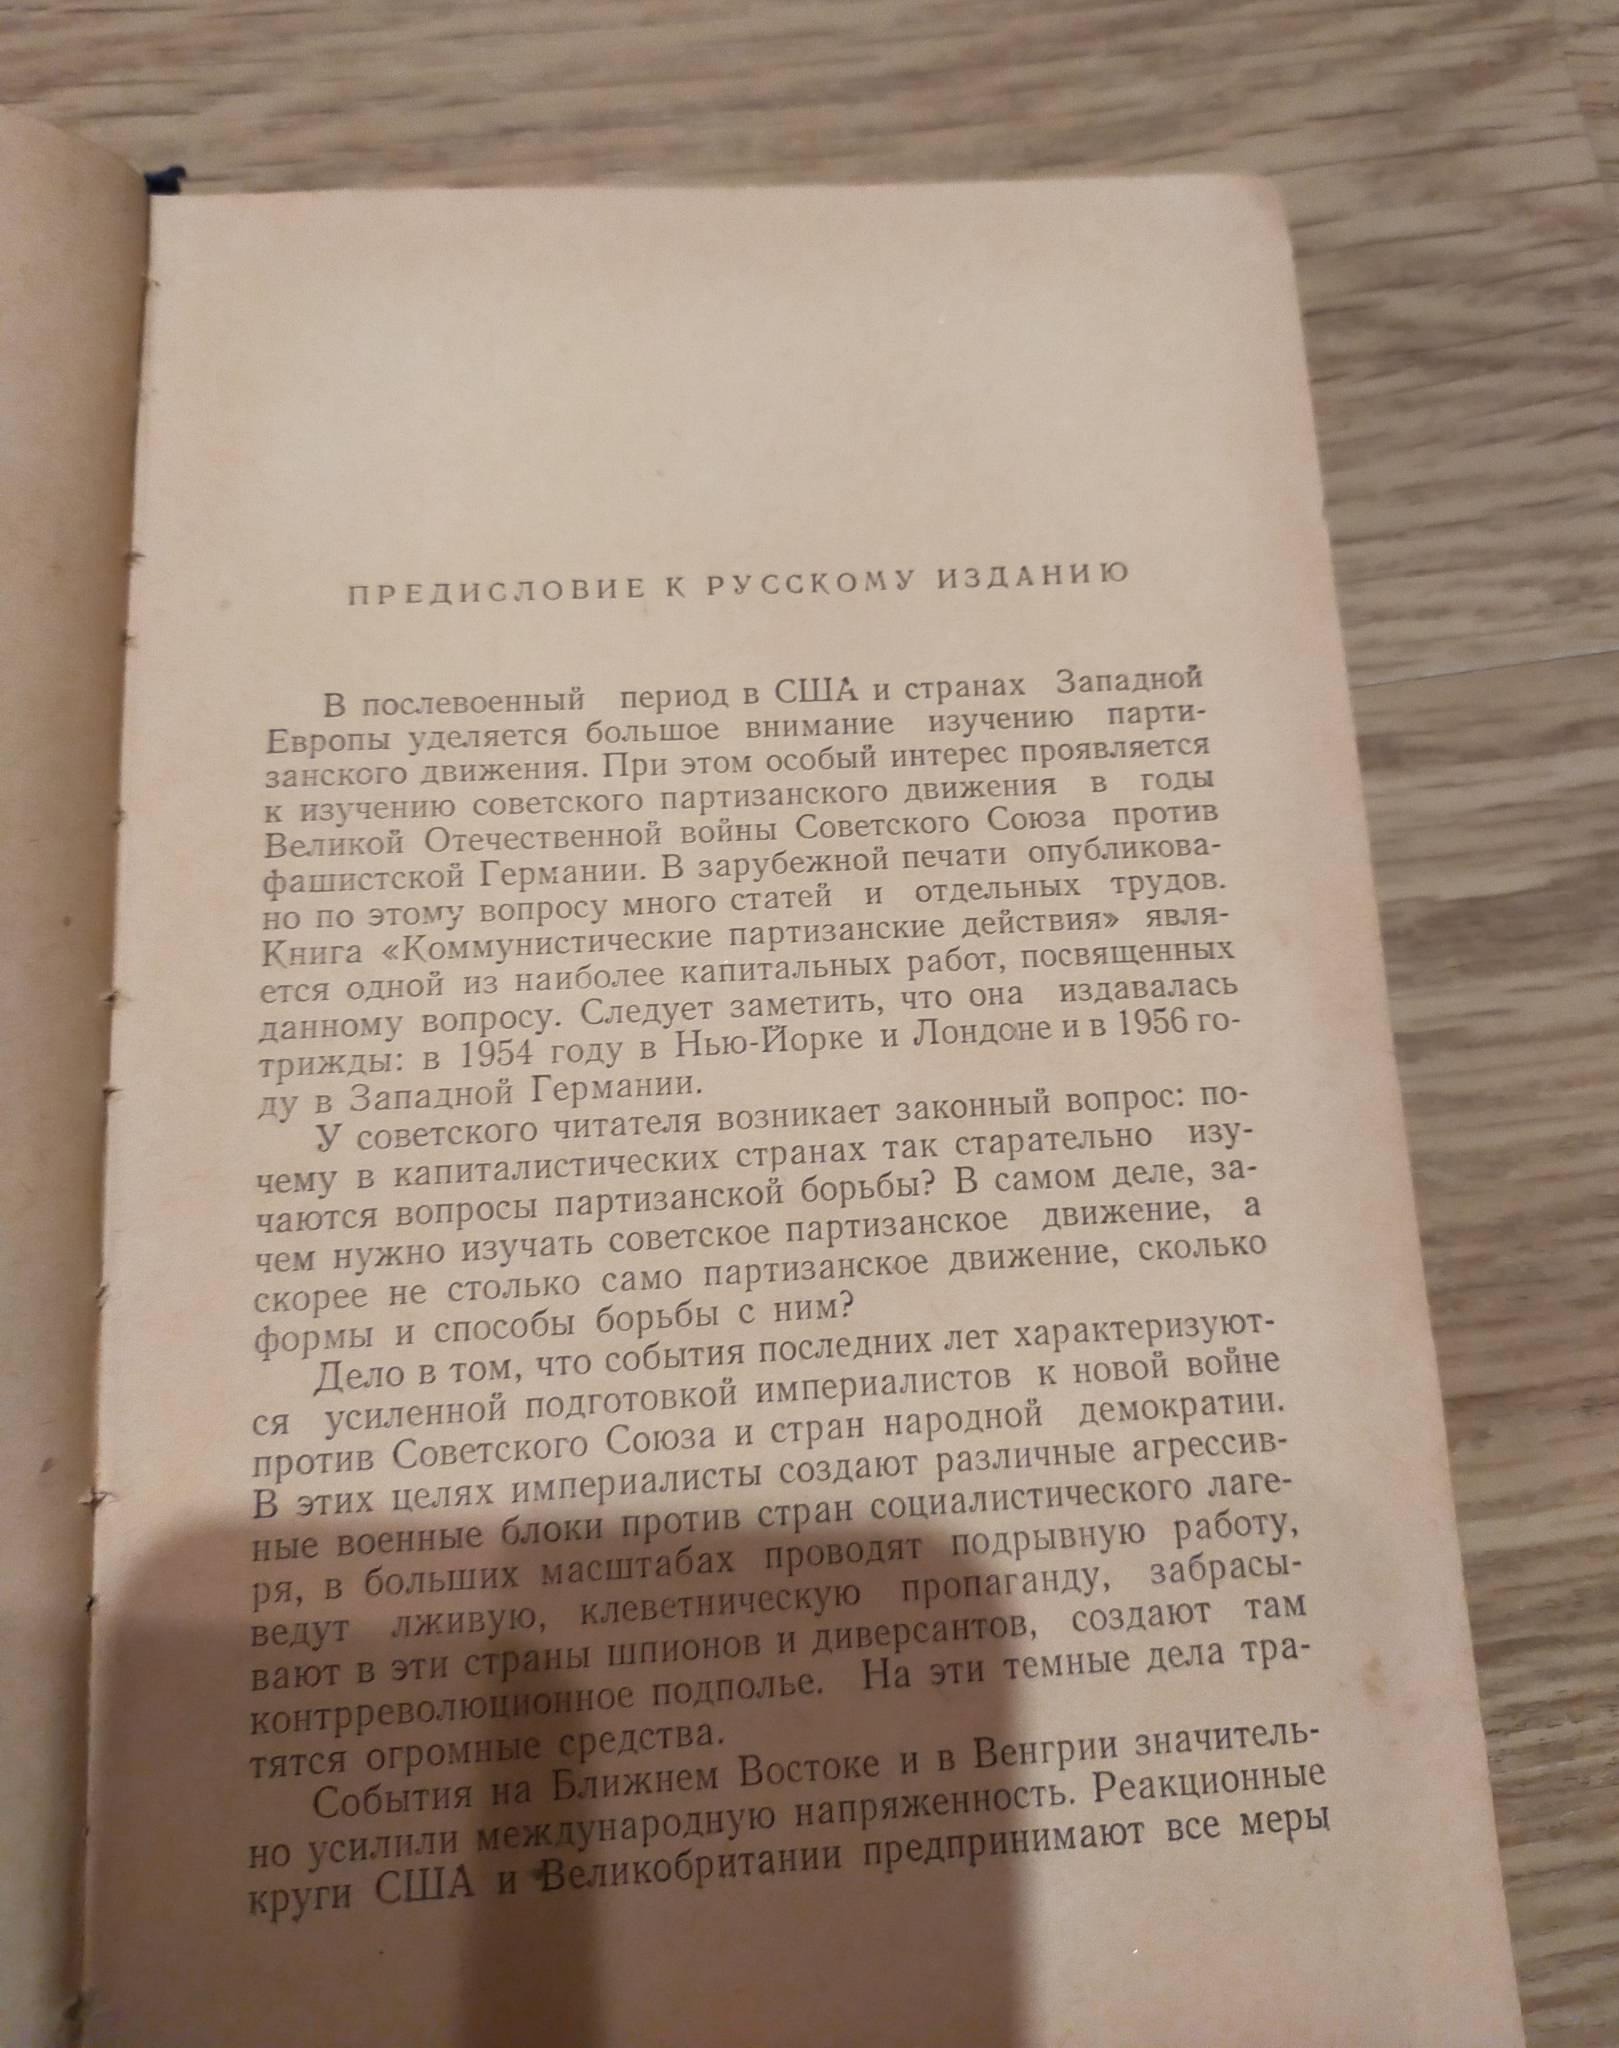 ПРЕДИСЛОВИЕ К РУССКОМУ ИЗДАНИЮ
В послевоенный период в США и странах Западной
Европы уделяется большое внимание изучению парти-
занского движения. При этом особый интерес проявляется
к изучению советского партизанского движения в годы
Великой Отечественной войны Советского Союза против
фашистской Германии. В зарубежной печати опубликова-
но по этому вопросу много статей и отдельных трудов.
Книга «Коммунистические партизанские действия» явля-
ется одной из наиболее капитальных работ, посвященных
данному вопросу. Следует заметить, что она издавалась
трижды: в 1954 году в Нью-Йорке и Лондоне и в 1956 го-
ду в Западной Германии.
У советского читателя возникает законный вопрос: по-
чему в капиталистических странах так старательно изу-
чаются вопросы партизанской борьбы? В самом деле, за-
чем нужно изучать советское партизанское движение, а
скорее не столько само партизанское движение, сколько
формы и способы борьбы с ним?
Дело в том, что события последних лет характеризуют-
ся усиленной подготовкой империалистов к новой войне
против Советского Союза и стран народной демократии.
В этих целях империалисты создают различные агрессив-
ные военные блоки против стран социалистического лаге-
ря, в больших масштабах проводят подрывную работу,
ведут лживую, клеветническую пропаганду, забрасы-
вают в эти страны шпионов и диверсантов, создают там
контрреволюционное подполье. На эти темные дела тра-
тятся огромные средства.
События на Ближнем Востоке и в Венгрии значитель-
но усилили международную напряженность. Реакционные
круги США и Великобритании предпринимают все меры